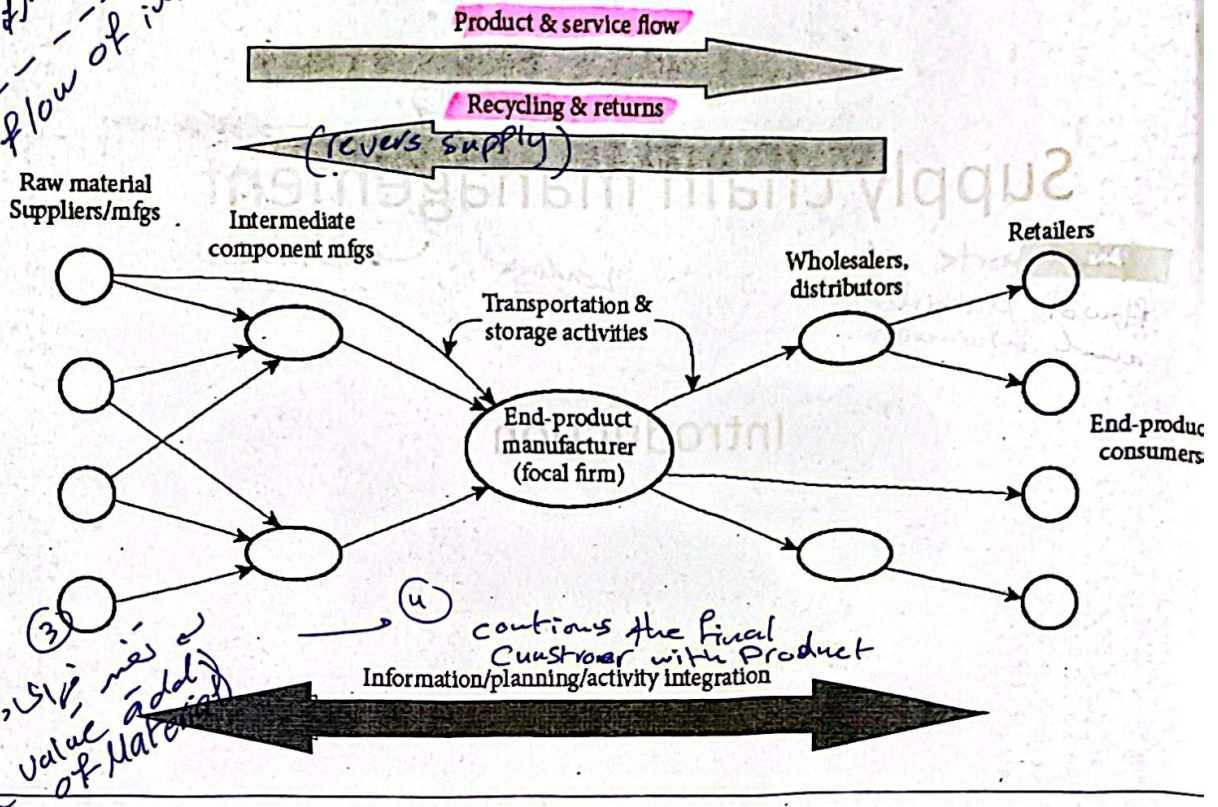 flow of
Product & service flow
Recycling & returns
(revers supply)
Supply chain management
Raw material
Suppliers/mfgs
Intermediate
component mfgs
Transportation &
storage activities
Wholesalers,
distributors
Retailers
Introduction
End-product
manufacturer
(focal firm)
End-produc
consumers
3
value add
of Material
4
contious the final
Cunstromer with Product
Information/planning/activity integration